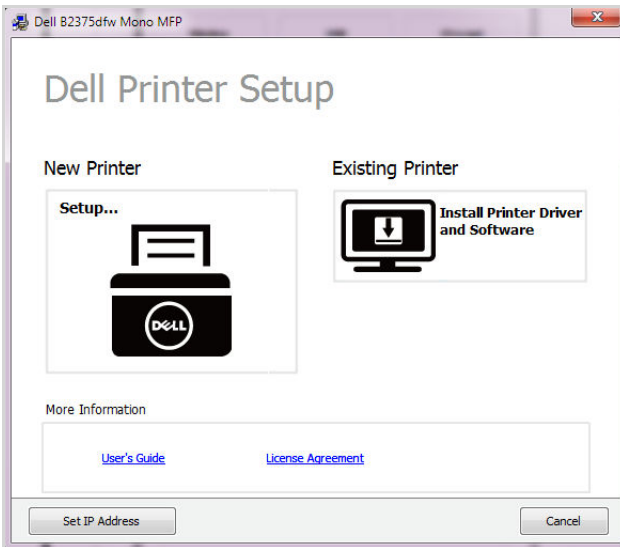 Dell B2375dfw Mono MFP
Dell Printer Setup
New Printer
Setup...
DELL
Existing Printer
Install Printer Driver
and Software
More Information
User's Guide
License Agreement
Set IP Address
Cancel